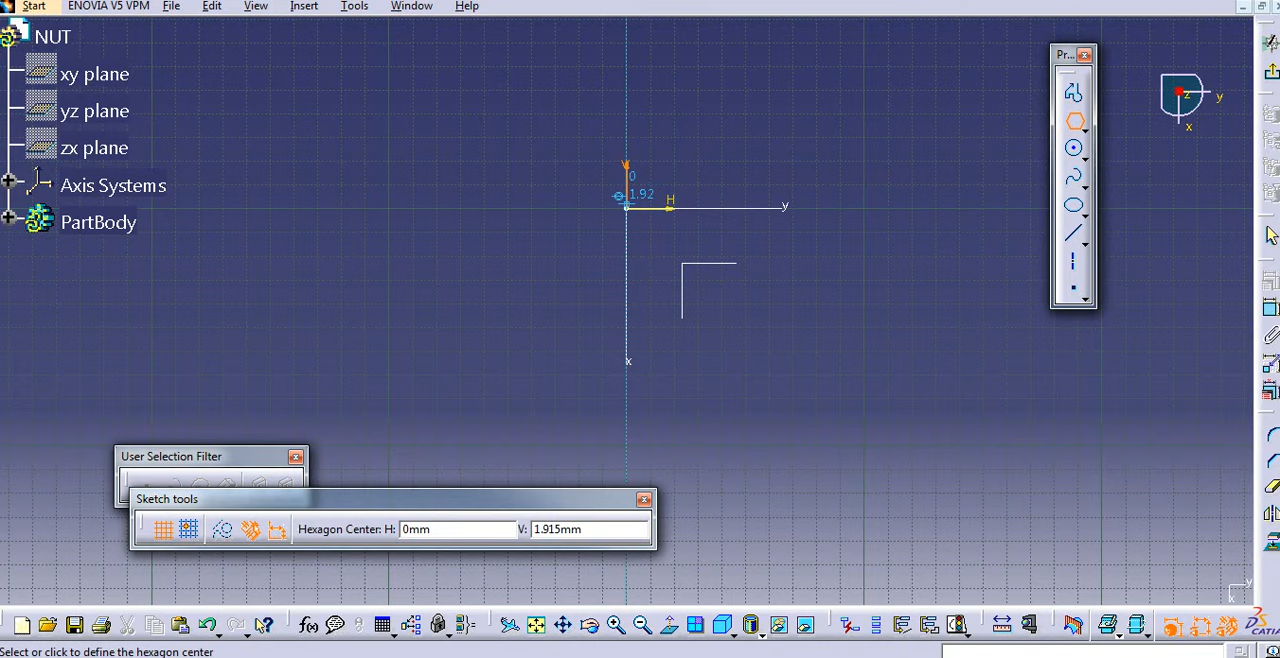 Start ENOVIA V5 VPM File Edit View Insert Tools Window Help
NUT
xy plane
yz plane
zx plane
Axis Systems
PartBody
V
0
1.92
H
y
x
Pr...
z
y
x
User Selection Filter
Sketch tools
Hexagon Center: H: 0mm V: 1.915mm
y
x
f(x)
CATIA
Select or click to define the hexagon center